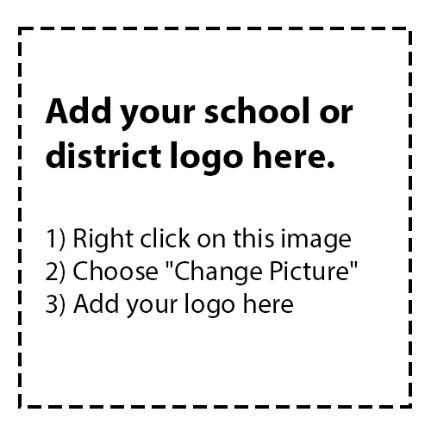 Add your school or
district logo here.
1) Right click on this image
2) Choose "Change Picture"
3) Add your logo here